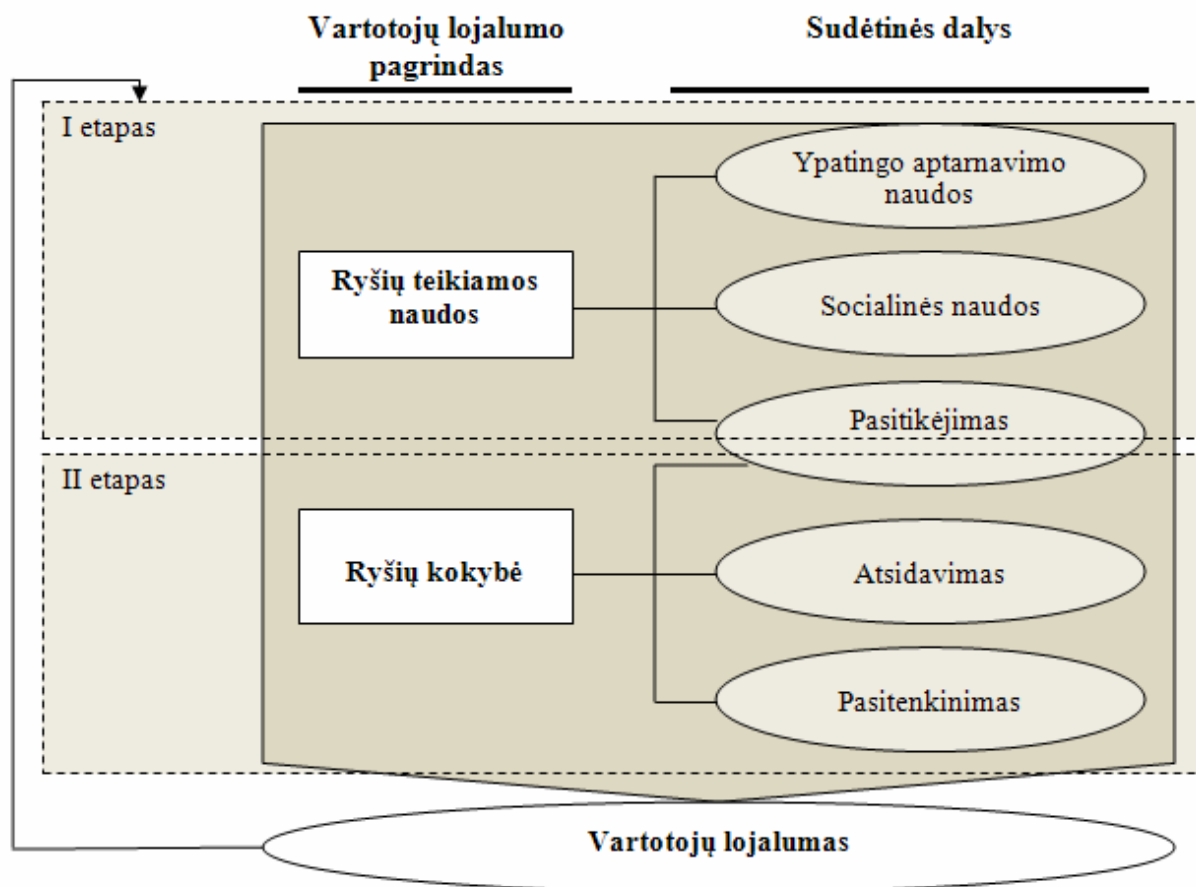 Vartotojų lojalumo
pagrindas
Sudėtinės dalys
I etapas
Ypatingo aptarnavimo
naudos
Ryšių teikiamos
naudos
Socialinės naudos
Pasitikėjimas
II etapas
Ryšių kokybė
Atsidavimas
Pasitenkinimas
Vartotojų lojalumas